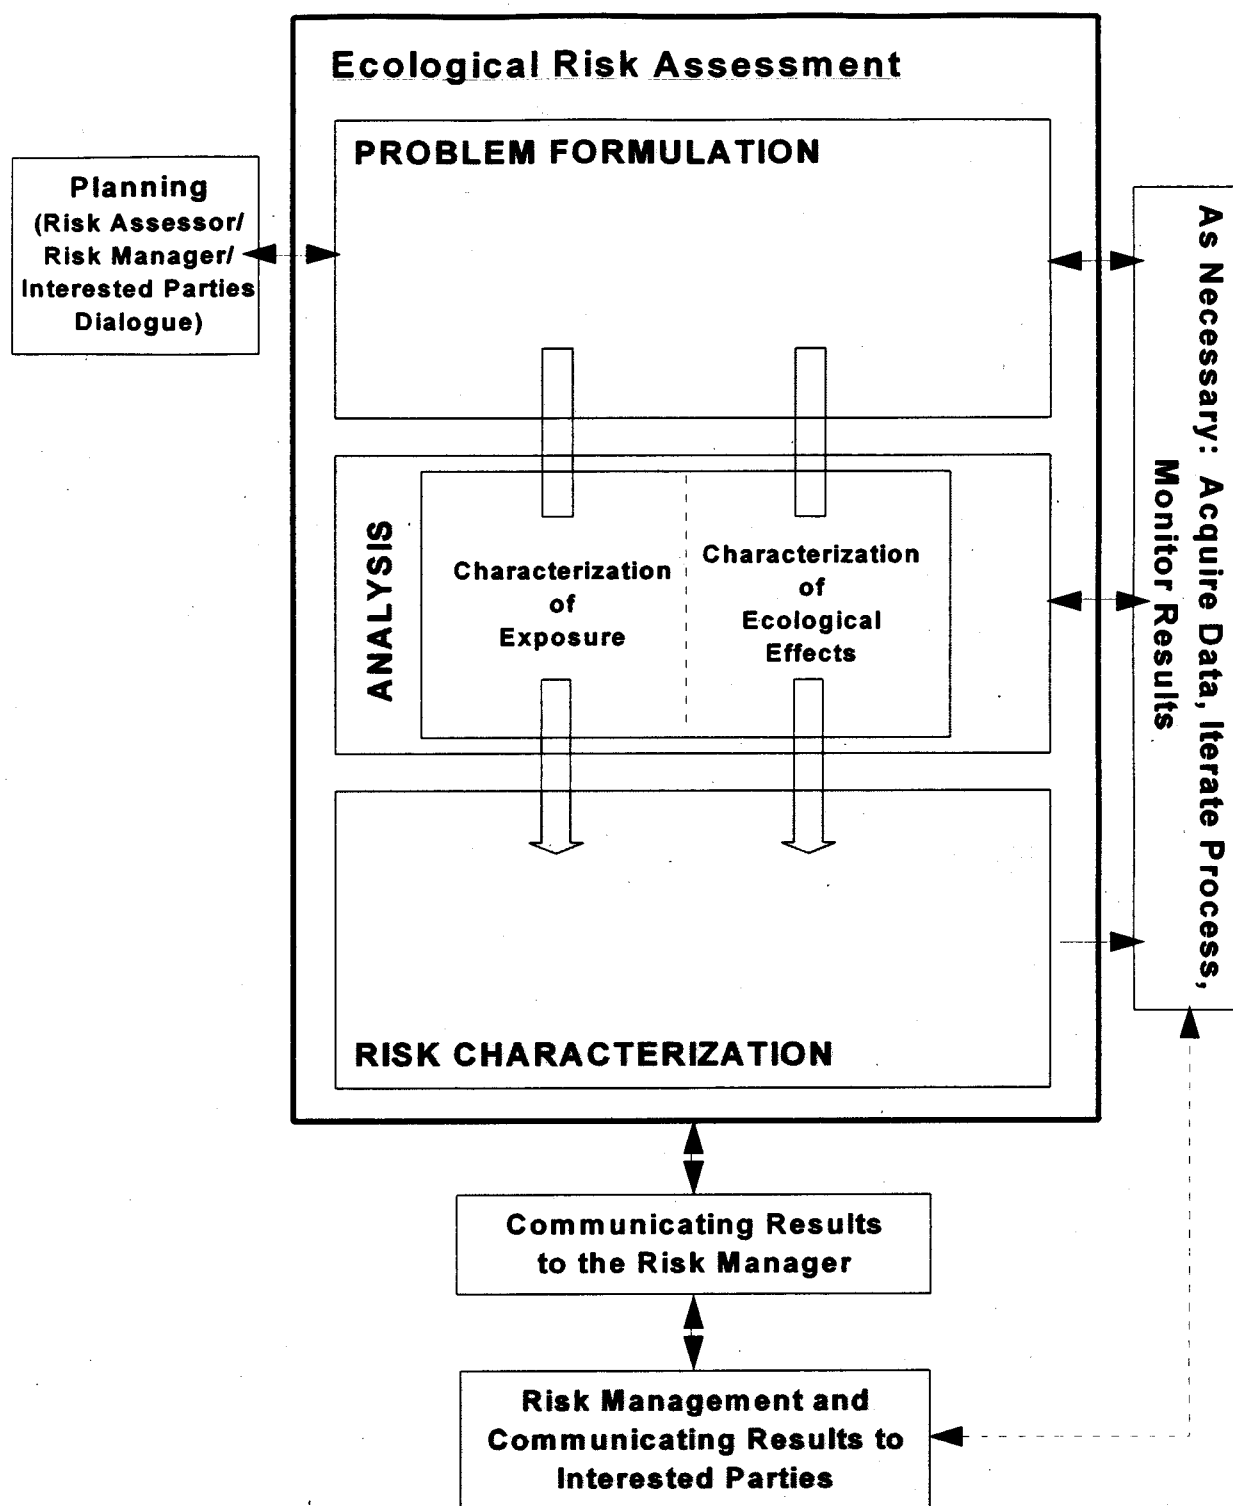 Ecological Risk Assessment
PROBLEM FORMULATION
Planning
(Risk Assessor/
Risk Manager/
Interested Parties
Dialogue)
As Necessary: Acquire Data, Iterate Process,
Monitor Results
ANALYSIS
Characterization
of
Exposure
Characterization
of
Ecological
Effects
RISK CHARACTERIZATION
Communicating Results
to the Risk Manager
Risk Management and
Communicating Results to
Interested Parties